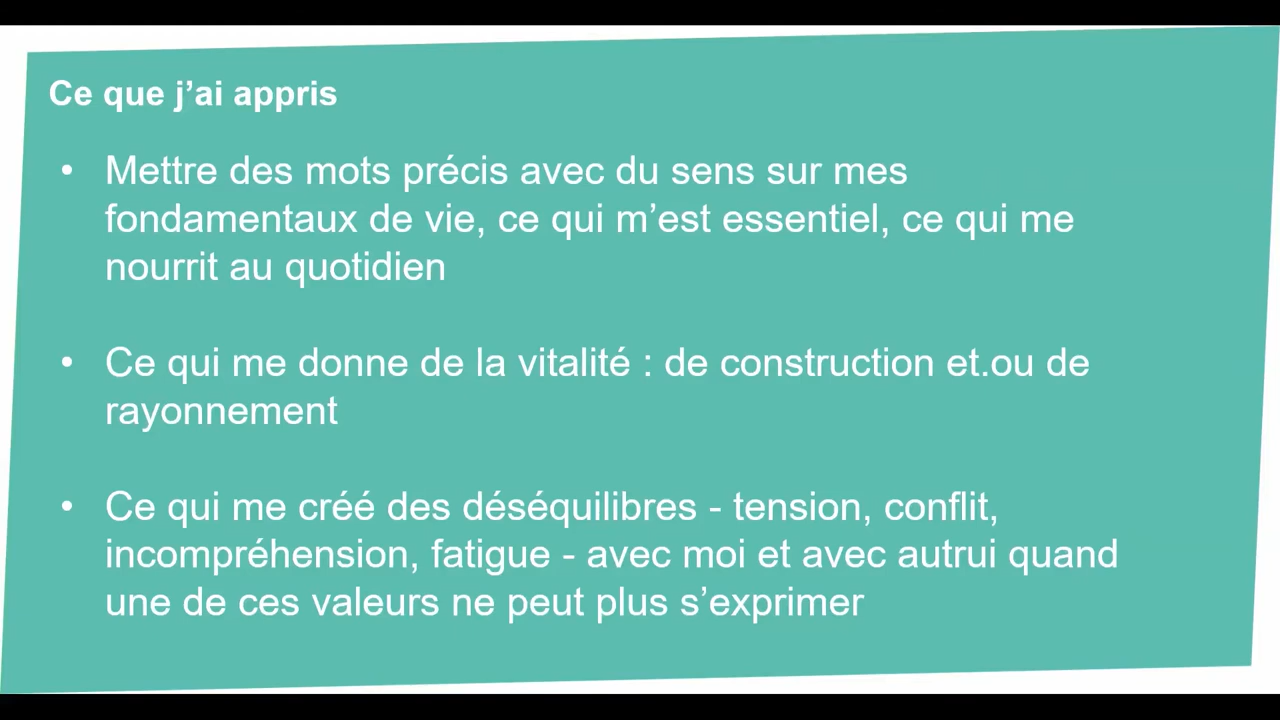 Ce que j’ai appris
• Mettre des mots précis avec du sens sur mes
fondamentaux de vie, ce qui m’est essentiel, ce qui me
nourrit au quotidien
• Ce qui me donne de la vitalité : de construction et.ou de
rayonnement
• Ce qui me créé des déséquilibres - tension, conflit,
incompréhension, fatigue - avec moi et avec autrui quand
une de ces valeurs ne peut plus s’exprimer